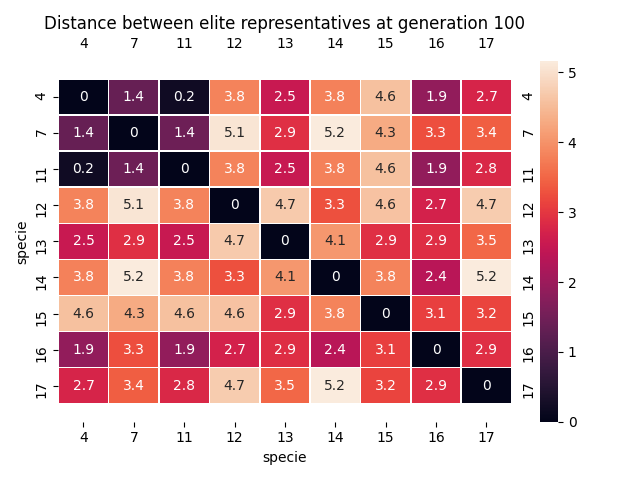 Distance between elite representatives at generation 100
4 7 11 12 13 14 15 16 17
4 0 1.4 0.2 3.8 2.5 3.8 4.6 1.9 2.7 4
7 1.4 0 1.4 5.1 2.9 5.2 4.3 3.3 3.4 7
11 0.2 1.4 0 3.8 2.5 3.8 4.6 1.9 2.8 11
12 3.8 5.1 3.8 0 4.7 3.3 4.6 2.7 4.7 12
13 2.5 2.9 2.5 4.7 0 4.1 2.9 2.9 3.5 13
14 3.8 5.2 3.8 3.3 4.1 0 3.8 2.4 5.2 14
15 4.6 4.3 4.6 4.6 2.9 3.8 0 3.1 3.2 15
16 1.9 3.3 1.9 2.7 2.9 2.4 3.1 0 2.9 16
17 2.7 3.4 2.8 4.7 3.5 5.2 3.2 2.9 0 17
4 7 11 12 13 14 15 16 17
specie
specie
5
4
3
2
1
0